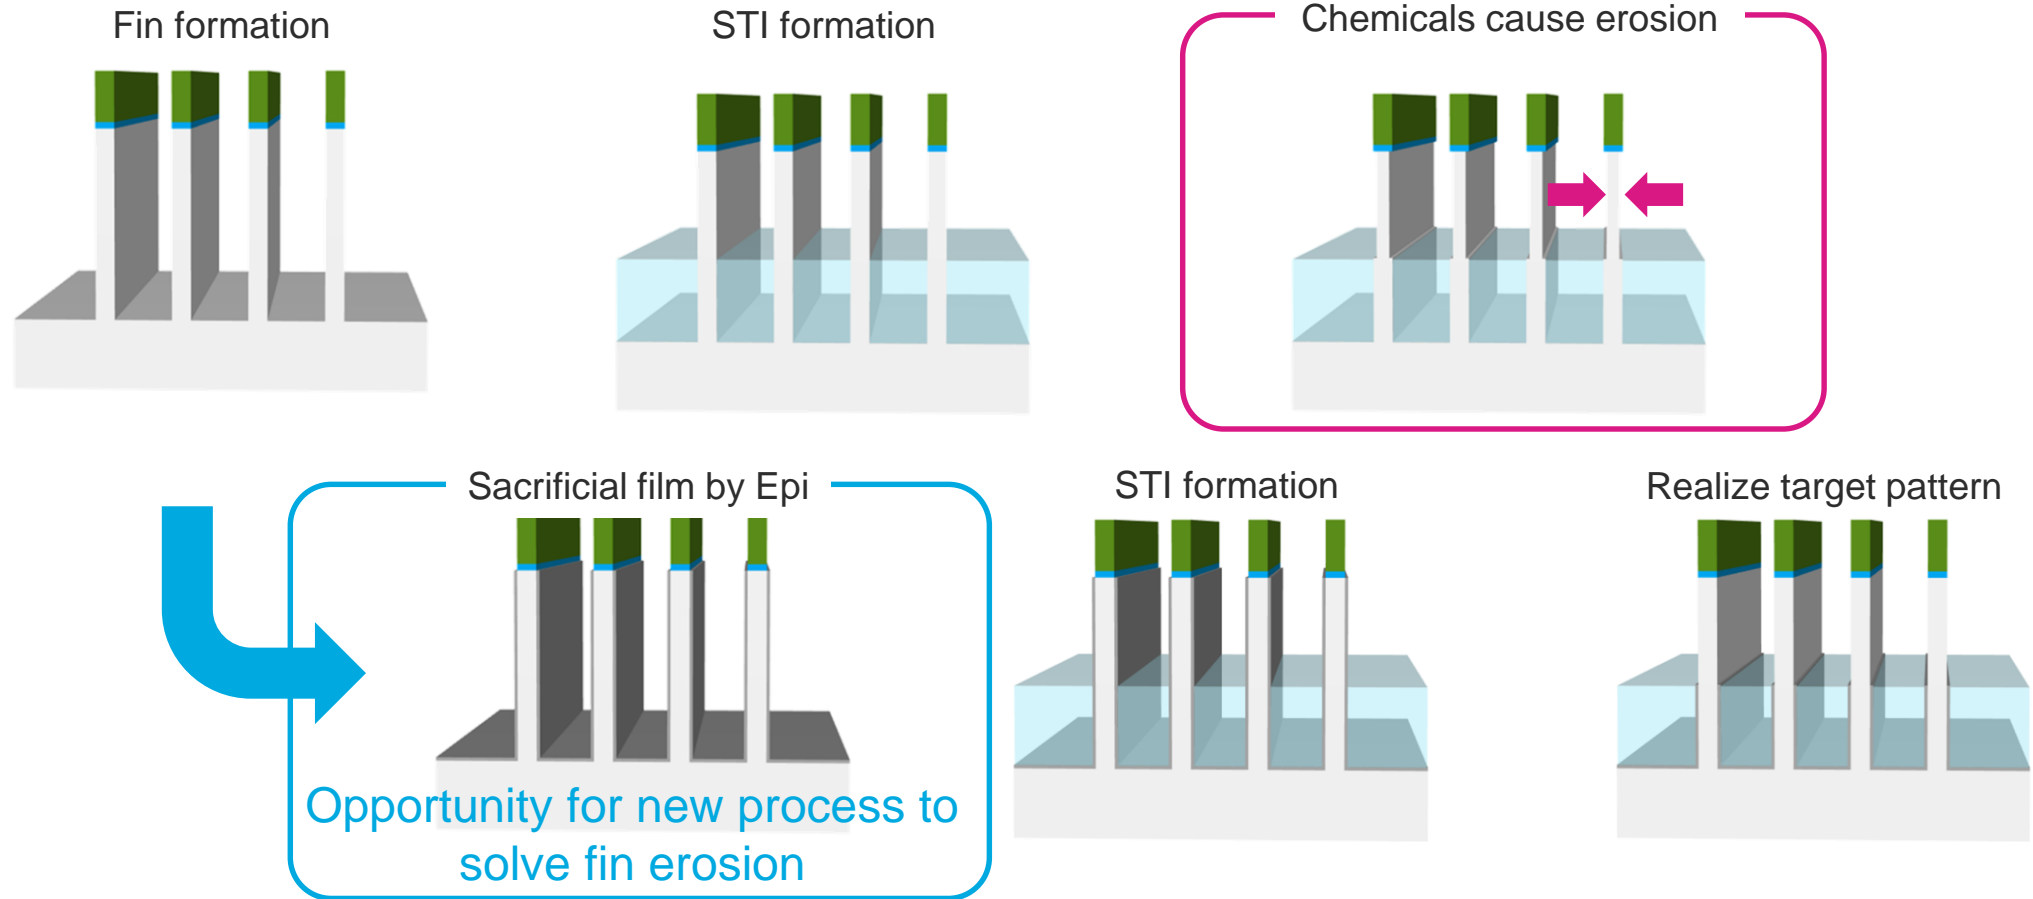 Fin formation
STI formation
Chemicals cause erosion
Sacrificial film by Epi
STI formation
Realize target pattern
Opportunity for new process to
solve fin erosion